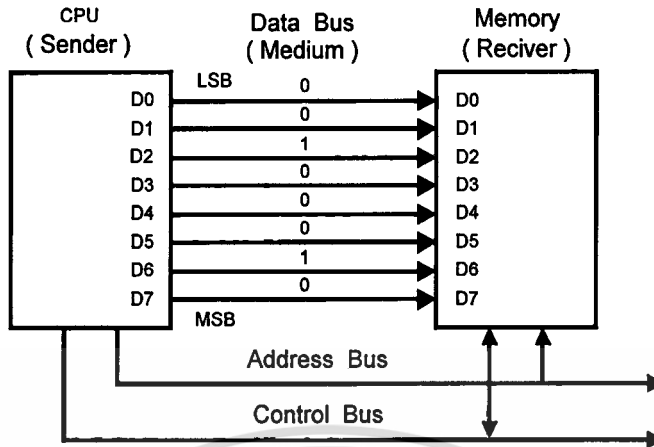 CPU
( Sender)
Data Bus
( Medium )
Memory
( Reciver)
LSB
0
D0
D0
0
D1
D1
1
D2
D2
0
D3
D3
0
D4
D4
0
D5
D5
1
D6
D6
0
D7
D7
MSB
Address Bus
Control Bus